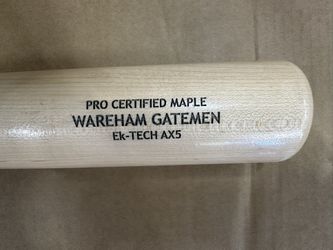 PRO CERTIFIED MAPLE
WAREHAM GATEMEN
Ek-TECH AX5